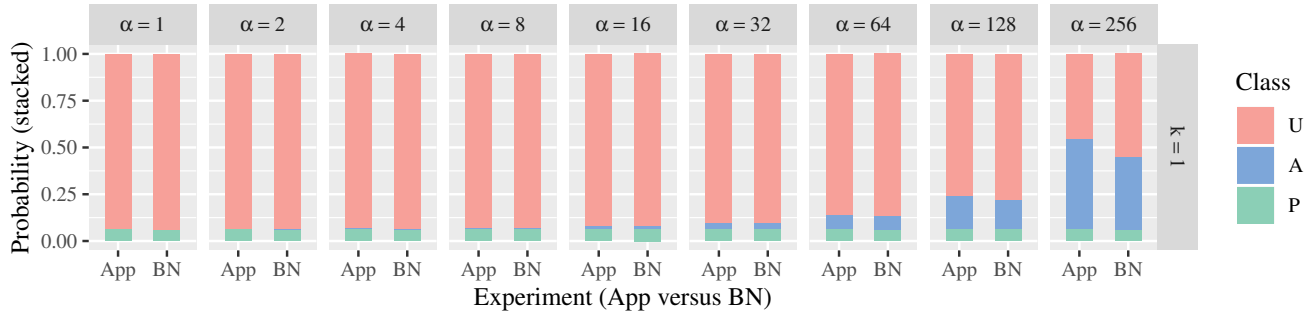 α = 1
α = 2
α = 4
α = 8
α = 16
α = 32
α = 64
α = 128
α = 256
Probability (stacked)
1.00
0.75
0.50
0.25
0.00
k = 1
App BN
App BN
App BN
App BN
App BN
App BN
App BN
App BN
App BN
Experiment (App versus BN)
Class
U
A
P